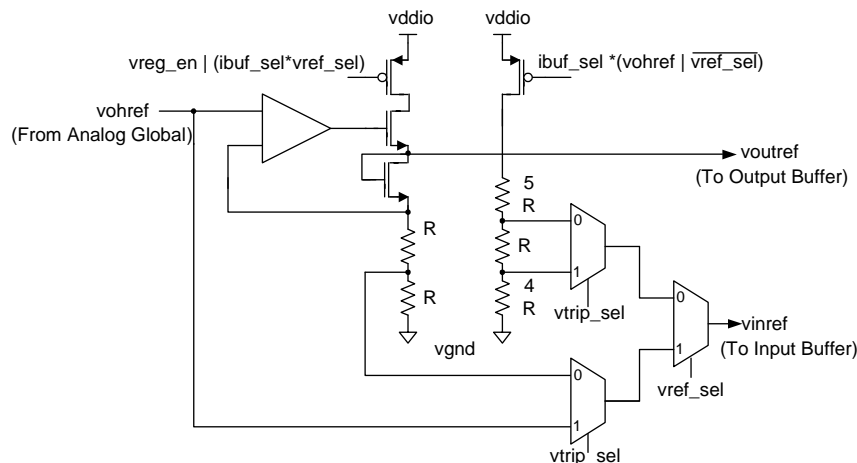 vddio vddio
vreg_en | (ibuf_sel*vref_sel) ibuf_sel *(vohref | vref_sel)
vohref
(From Analog Global)
voutref
(To Output Buffer)
5
R
0
R
R
1
4
R
R
vtrip_sel
0
vinref
(To Input Buffer)
vgnd
1
0
vref_sel
1
vtrip_sel